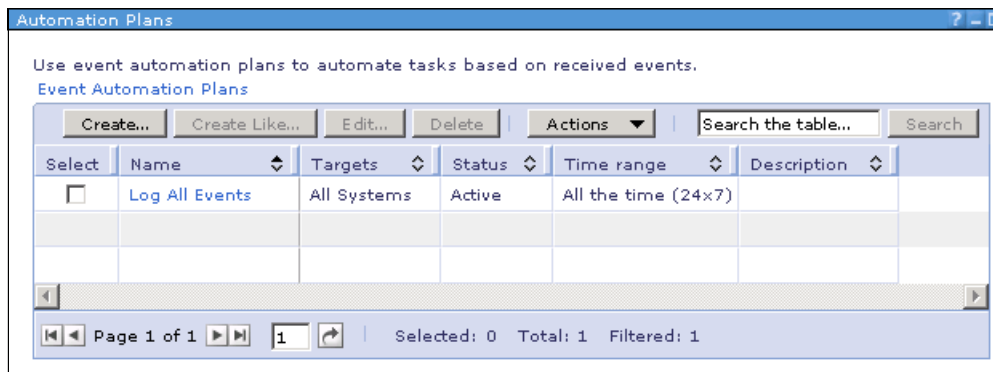 Automation Plans ? –
Use event automation plans to automate tasks based on received events.
Event Automation Plans
Create... Create Like... Edit... Delete Actions Search the table... Search
Select Name Targets Status Time range Description
Log All Events All Systems Active All the time (24x7)
Page 1 of 1 1 Selected: 0 Total: 1 Filtered: 1